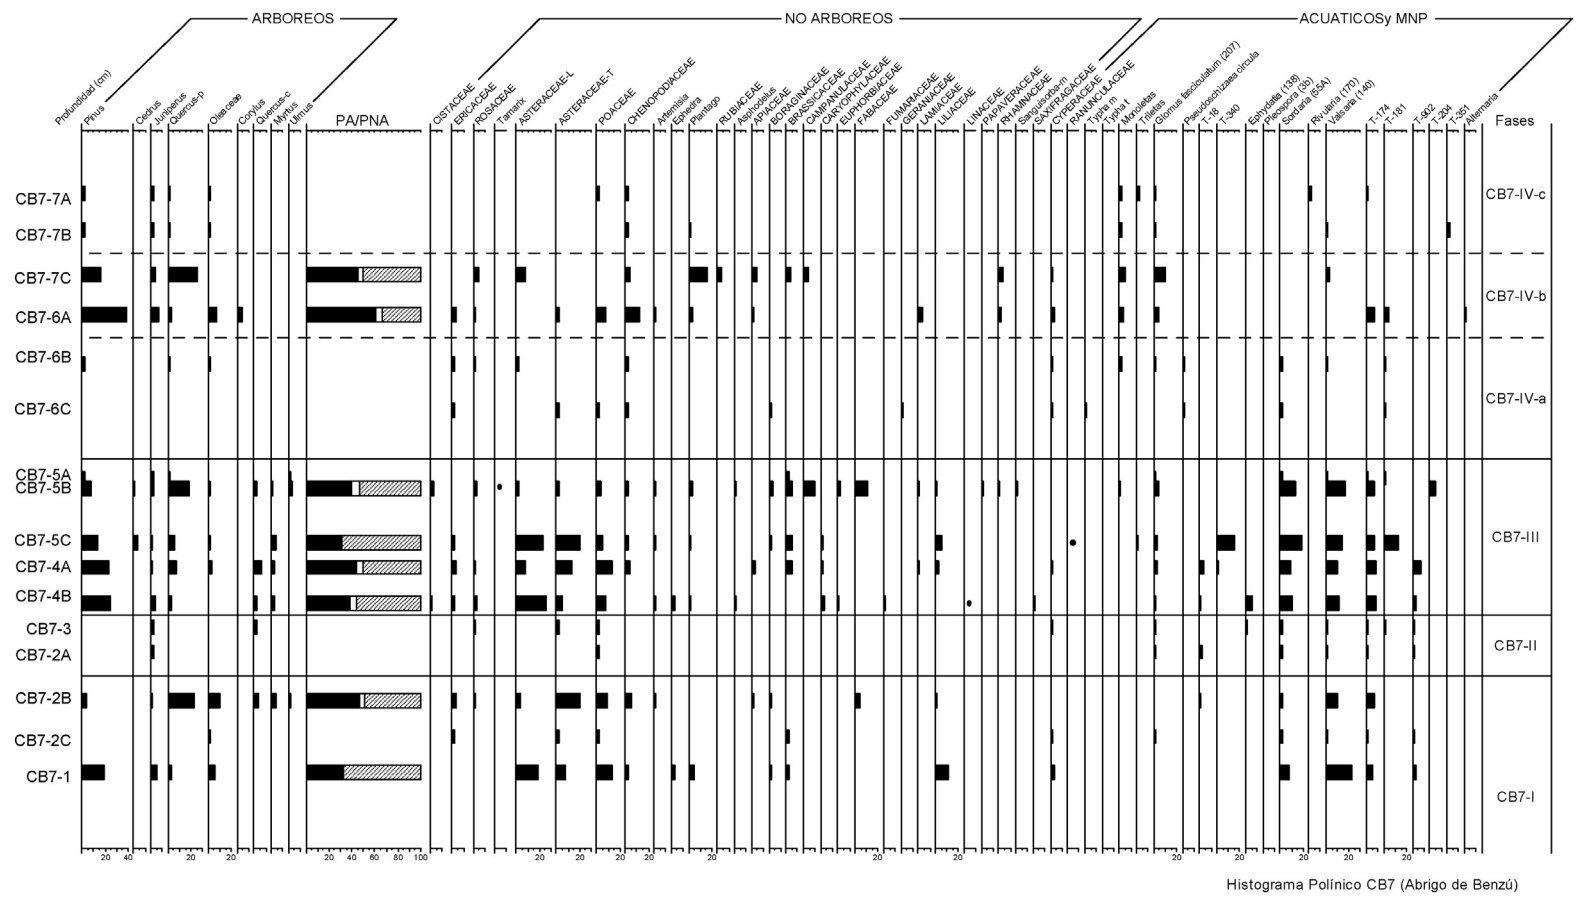 ARBOREOS
NO ARBOREOS
ACUATICOSy MNP
Profundidad (cm)
Pinus
Cedrus
Juniperus
Quercus-p
Oleaceae
Corylus
Quercus-c
Myrtus
Ulmus
PA/PNA
CISTACEAE
ERICACEAE
ROSACEAE
Tamarix
ASTERACEAE-L
ASTERACEAE-T
POACEAE
CHENOPODIACEAE
Artemisia
Ephedra
Plantago
RUBIACEAE
Asphodelus
APIACEAE
BORAGINACEAE
BRASSICACEAE
CAMPANULACEAE
CARYOPHYLACEAE
EUPHORBIACEAE
FABACEAE
FUMARIACEAE
GERANIACEAE
LAMIACEAE
LILIACEAE
LINACEAE
PAPAVERACEAE
RHAMNACEAE
Sanguisorba-m
SAXIFRAGACEAE
CYPERACEAE
RANUNCULACEAE
Typha m
Typha t
Monoletas
Triletas
Glomus fasciculatum (207)
Pseudoschizaea circula
T-18
T-340
Ephydatia (138)
Pleospora (3b)
Sordaria (55A)
Rivularia (170)
Valsaria (140)
T-174
T-181
T-902
T-204
T-351
Alternaria
Fases
CB7-7A
CB7-IV-c
CB7-7B
CB7-7C
CB7-IV-b
CB7-6A
CB7-6B
CB7-IV-a
CB7-6C
CB7-5A
CB7-5B
CB7-5C
CB7-III
CB7-4A
CB7-4B
CB7-3
CB7-II
CB7-2A
CB7-2B
CB7-2C
CB7-1
CB7-I
20 40 20 20 20 40 60 80 100 20 20 20 20 20 20 20 20 20 20 20 20
Histograma Polínico CB7 (Abrigo de Benzú)